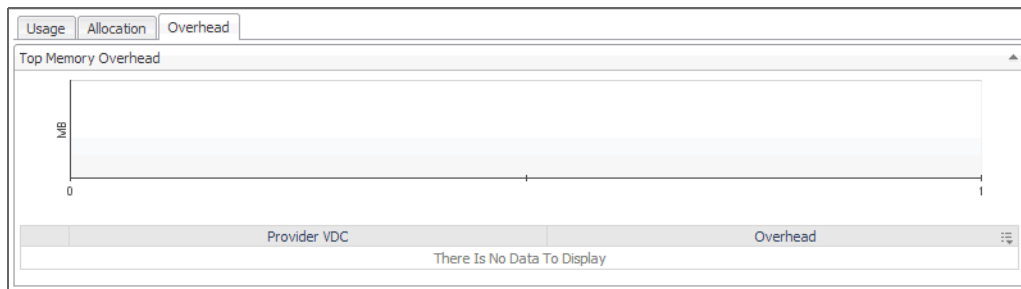 Usage Allocation Overhead
Top Memory Overhead
MB
0 1
Provider VDC Overhead
There Is No Data To Display